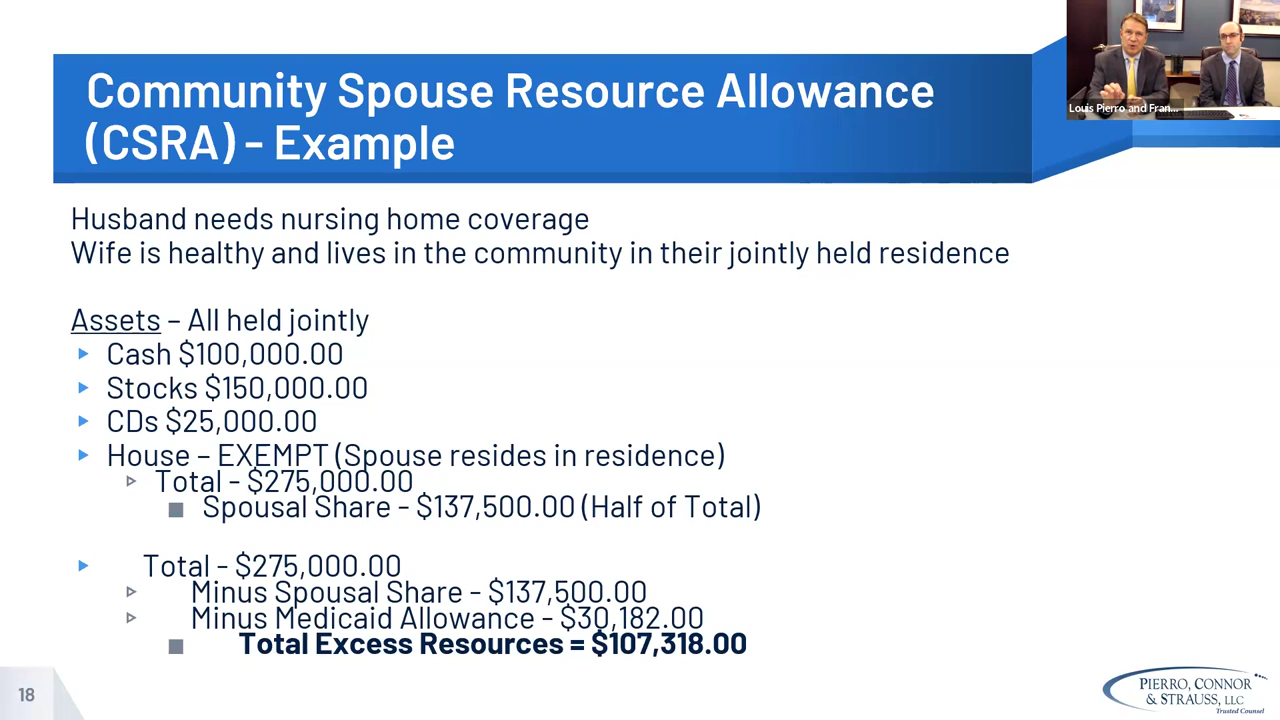 Community Spouse Resource Allowance
(CSRA) - Example
Louis Pierro and Fran...
Husband needs nursing home coverage
Wife is healthy and lives in the community in their jointly held residence
Assets – All held jointly
Cash $100,000.00
Stocks $150,000.00
CDs $25,000.00
House – EXEMPT (Spouse resides in residence)
Total - $275,000.00
Spousal Share - $137,500.00 (Half of Total)
Total - $275,000.00
Minus Spousal Share - $137,500.00
Minus Medicaid Allowance - $30,182.00
Total Excess Resources = $107,318.00
18
PIERRO, CONNOR
& STRAUSS, LLC
Trusted Counsel